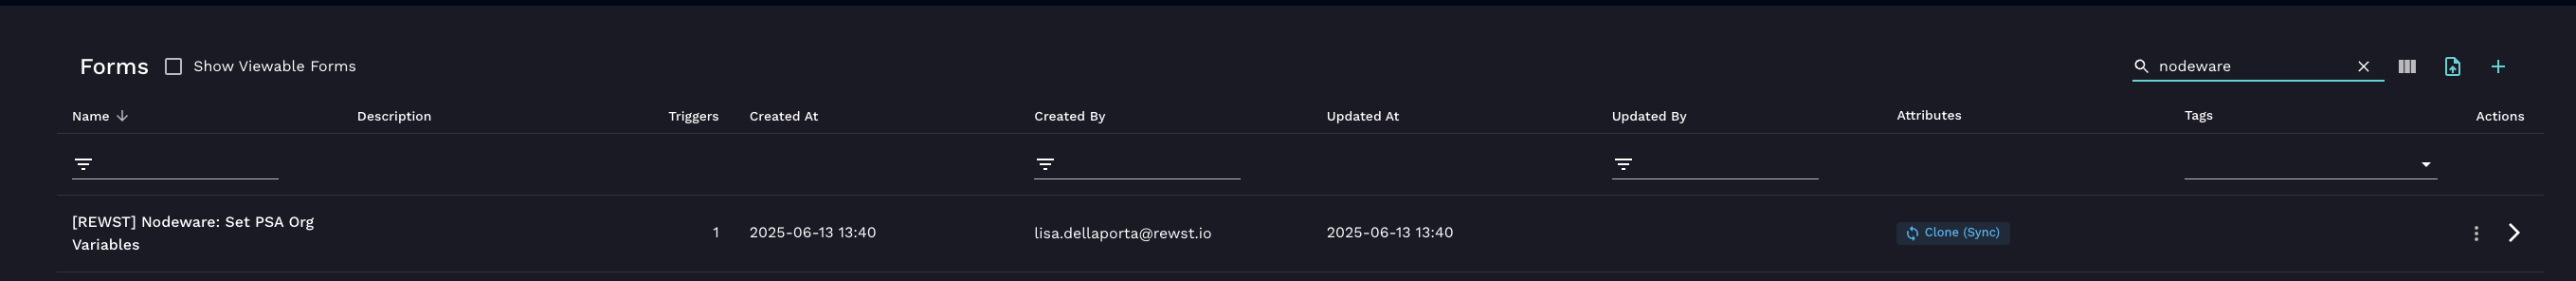 Forms Show Viewable Forms nodeware
Name Description Triggers Created At Created By Updated At Updated By Attributes Tags Actions
[REWST] Nodeware: Set PSA Org
Variables
1 2025-06-13 13:40 lisa.dellaporta@rewst.io 2025-06-13 13:40 Clone (Sync)